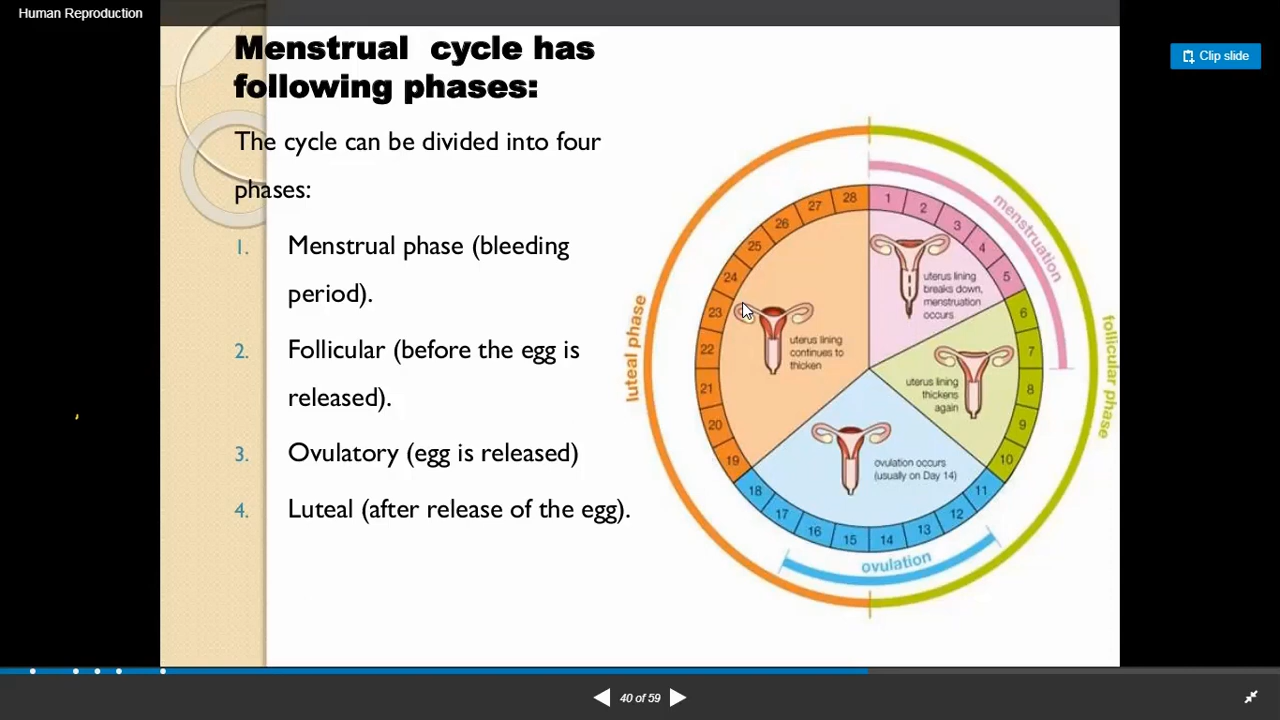 Human Reproduction
Clip slide
Menstrual cycle has
following phases:
The cycle can be divided into four
phases:
1. Menstrual phase (bleeding
period).
2. Follicular (before the egg is
released).
3. Ovulatory (egg is released)
4. Luteal (after release of the egg).
1
2
3
4
5
6
7
8
9
10
11
12
13
14
15
16
17
18
19
20
21
22
23
24
25
26
27
28
menstruation
follicular phase
ovulation
luteal phase
uterus lining
breaks down,
menstruation
occurs
uterus lining
thickens
again
ovulation occurs
(usually on Day 14)
uterus lining
continues to
thicken
40 of 59